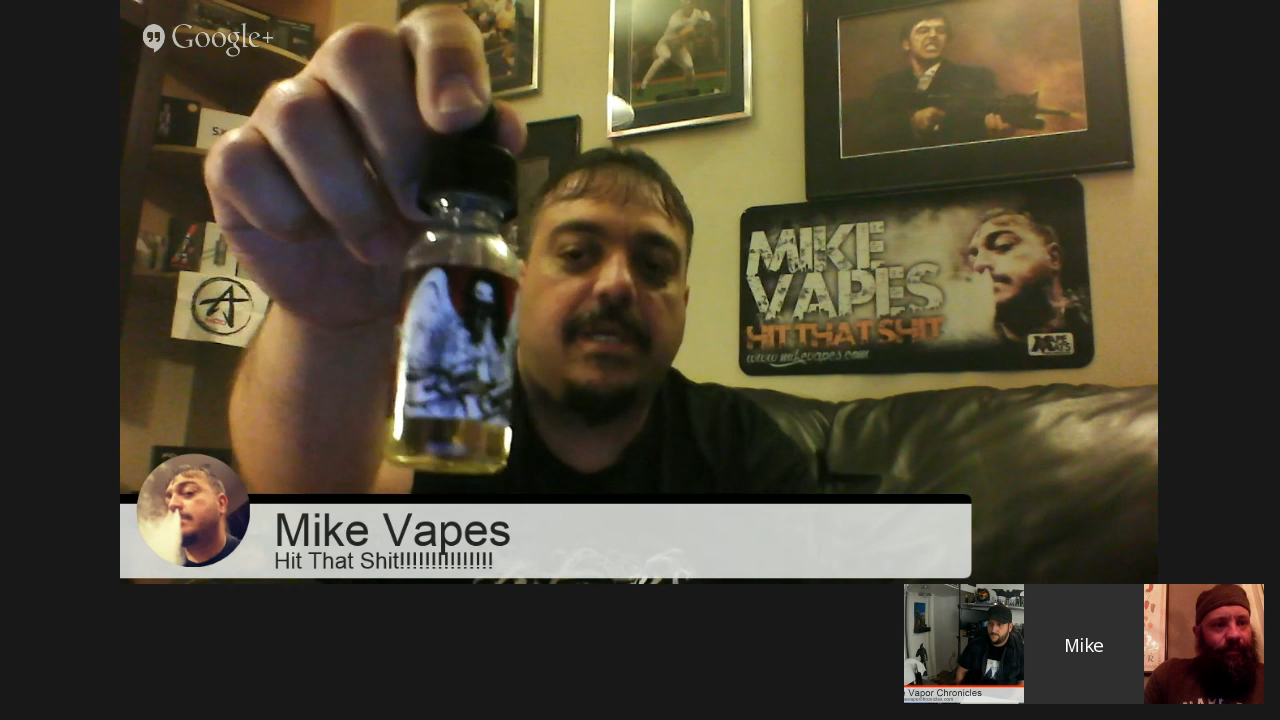 Google+
MIKE
VAPES
HIT THAT SHIT
www.mikevapes.com
Mike Vapes
Hit That Shit!!!!!!!!!!!!!!!
Mike
Vapor Chronicles